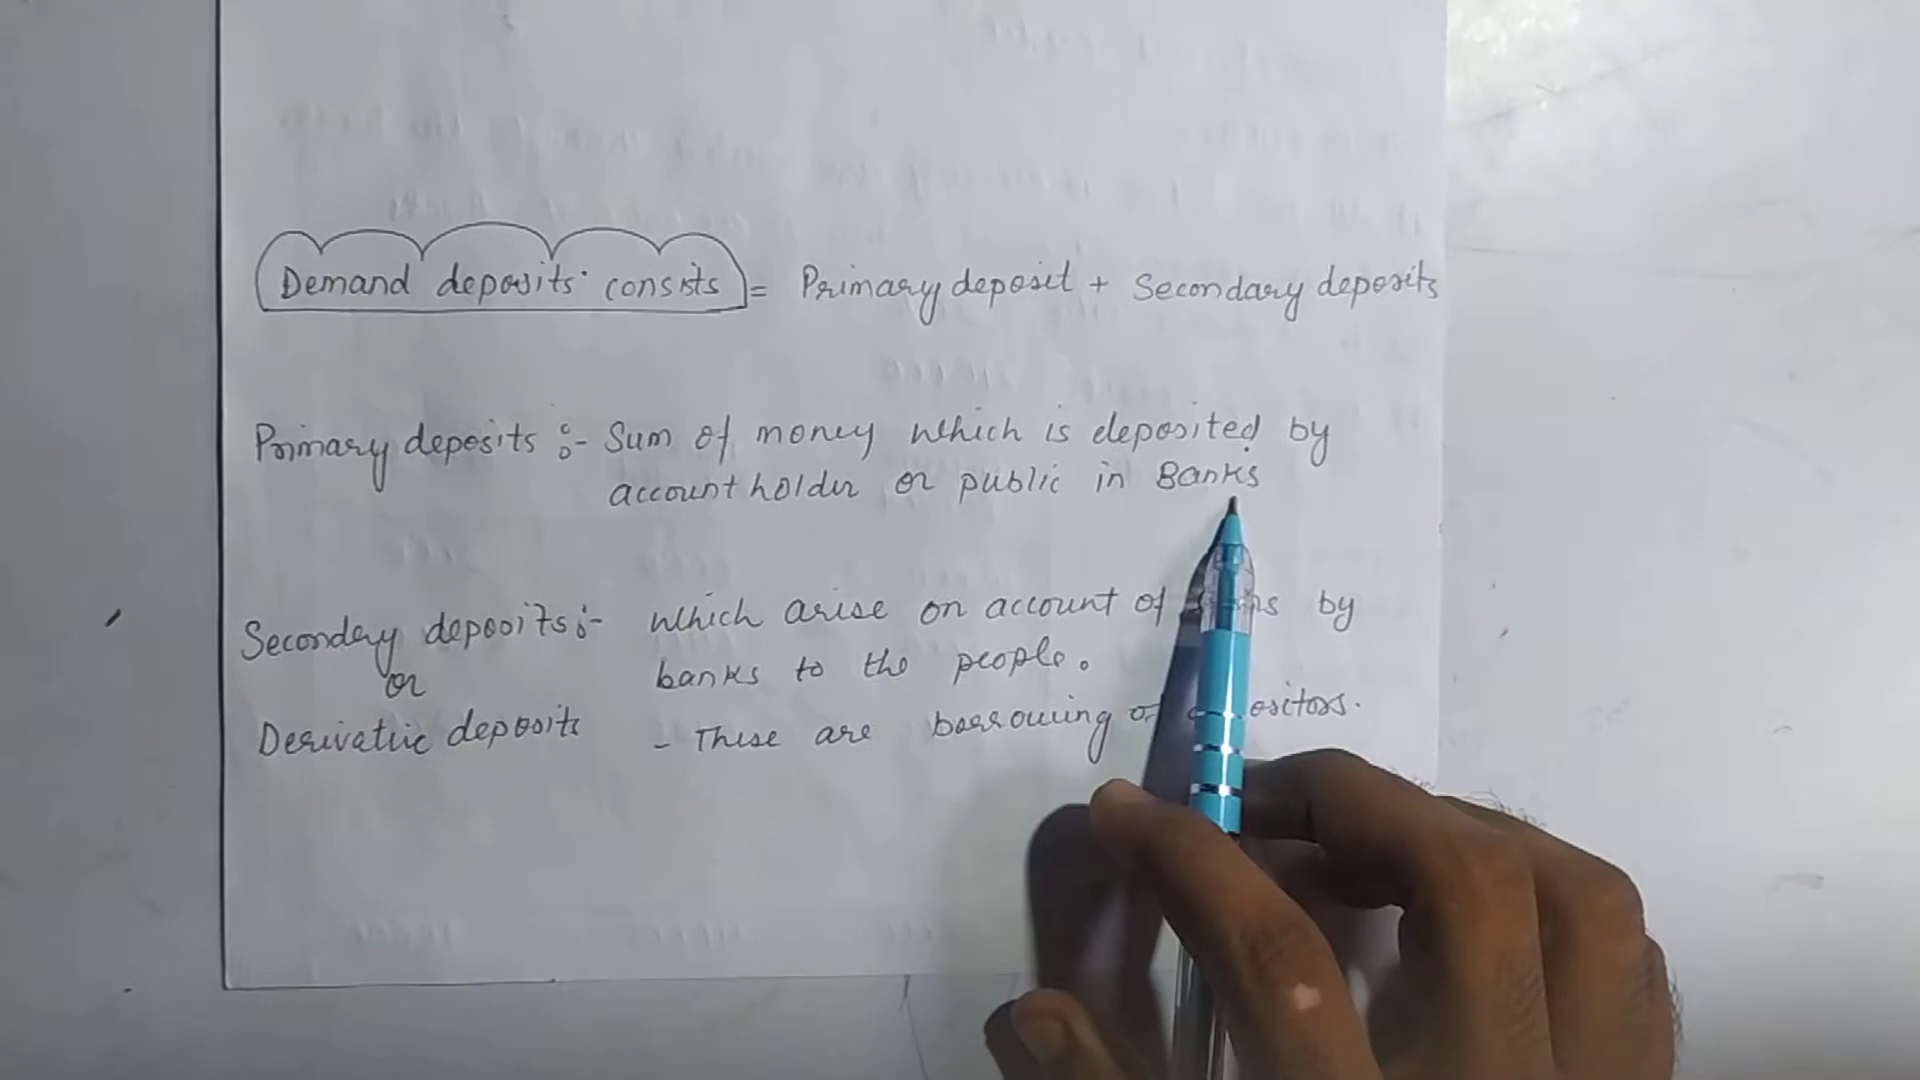 Demand deposits consists = Primary deposit + Secondary deposits
Primary deposits :- Sum of money which is deposited by
account holder or public in Banks
Secondary deposits :- which arise on account of by
or banks to the people.
Derivative deposits - These are borrowing of